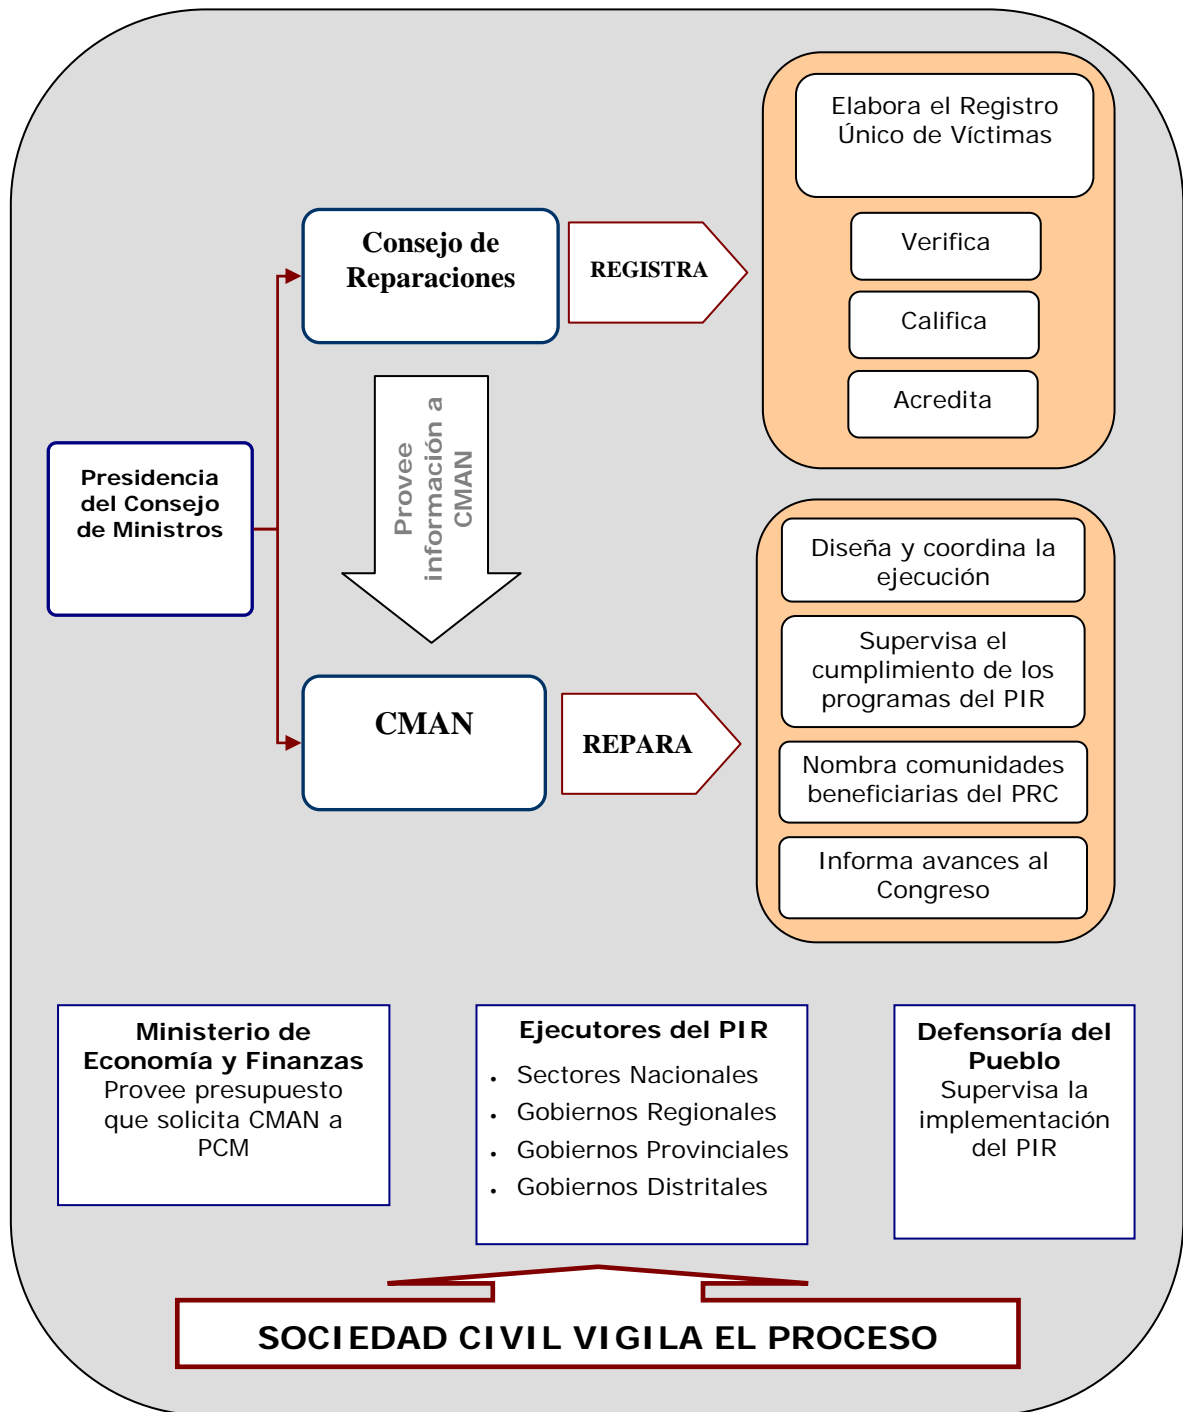 Elabora el Registro
Único de Víctimas
Verifica
Califica
Acredita
Consejo de
Reparaciones
REGISTRA
Provee
información a
CMAN
Presidencia
del Consejo
de Ministros
CMAN
REPARA
Diseña y coordina la
ejecución
Supervisa el
cumplimiento de los
programas del PIR
Nombra comunidades
beneficiarias del PRC
Informa avances al
Congreso
Ministerio de
Economía y Finanzas
Provee presupuesto
que solicita CMAN a
PCM
Ejecutores del PIR
• Sectores Nacionales
• Gobiernos Regionales
• Gobiernos Provinciales
• Gobiernos Distritales
Defensoría del
Pueblo
Supervisa la
implementación
del PIR
SOCIEDAD CIVIL VIGILA EL PROCESO